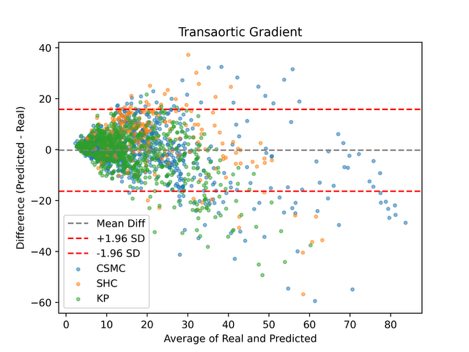 Transaortic Gradient
Difference (Predicted - Real)
40
20
0
−20
−40
−60
Mean Diff
+1.96 SD
-1.96 SD
CSMC
SHC
KP
0 10 20 30 40 50 60 70 80
Average of Real and Predicted